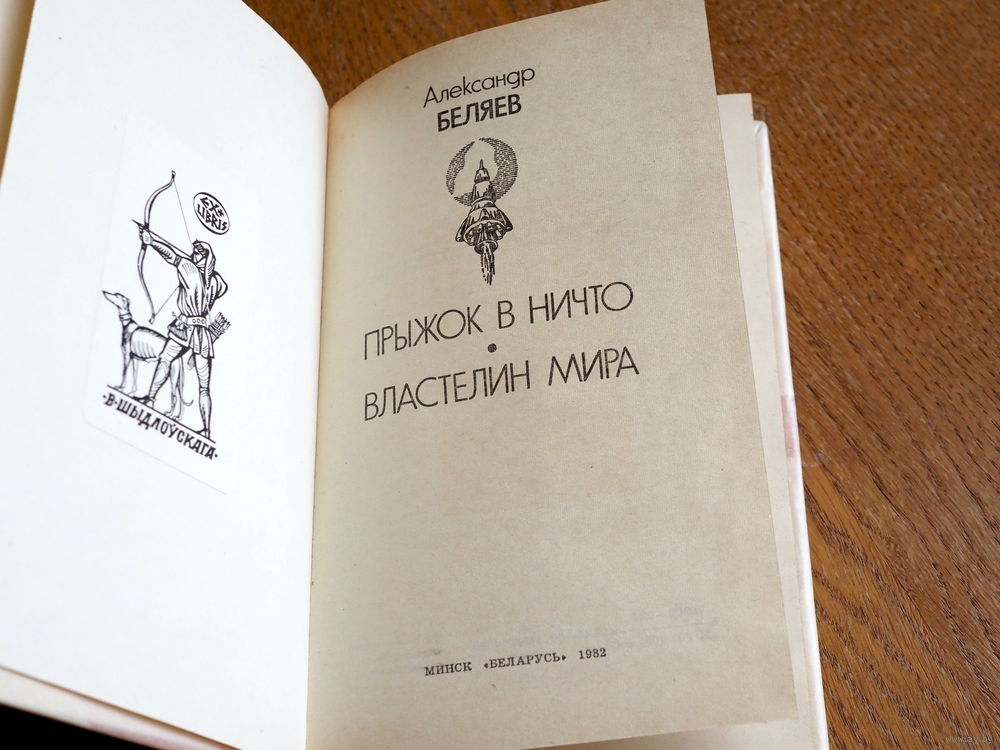 EX
LIBRIS
·В·ШЫДЛОЎСКАГА·
Александр
БЕЛЯЕВ
ПРЫЖОК В НИЧТО
•
ВЛАСТЕЛИН МИРА
МИНСК «БЕЛАРУСЬ» 1982